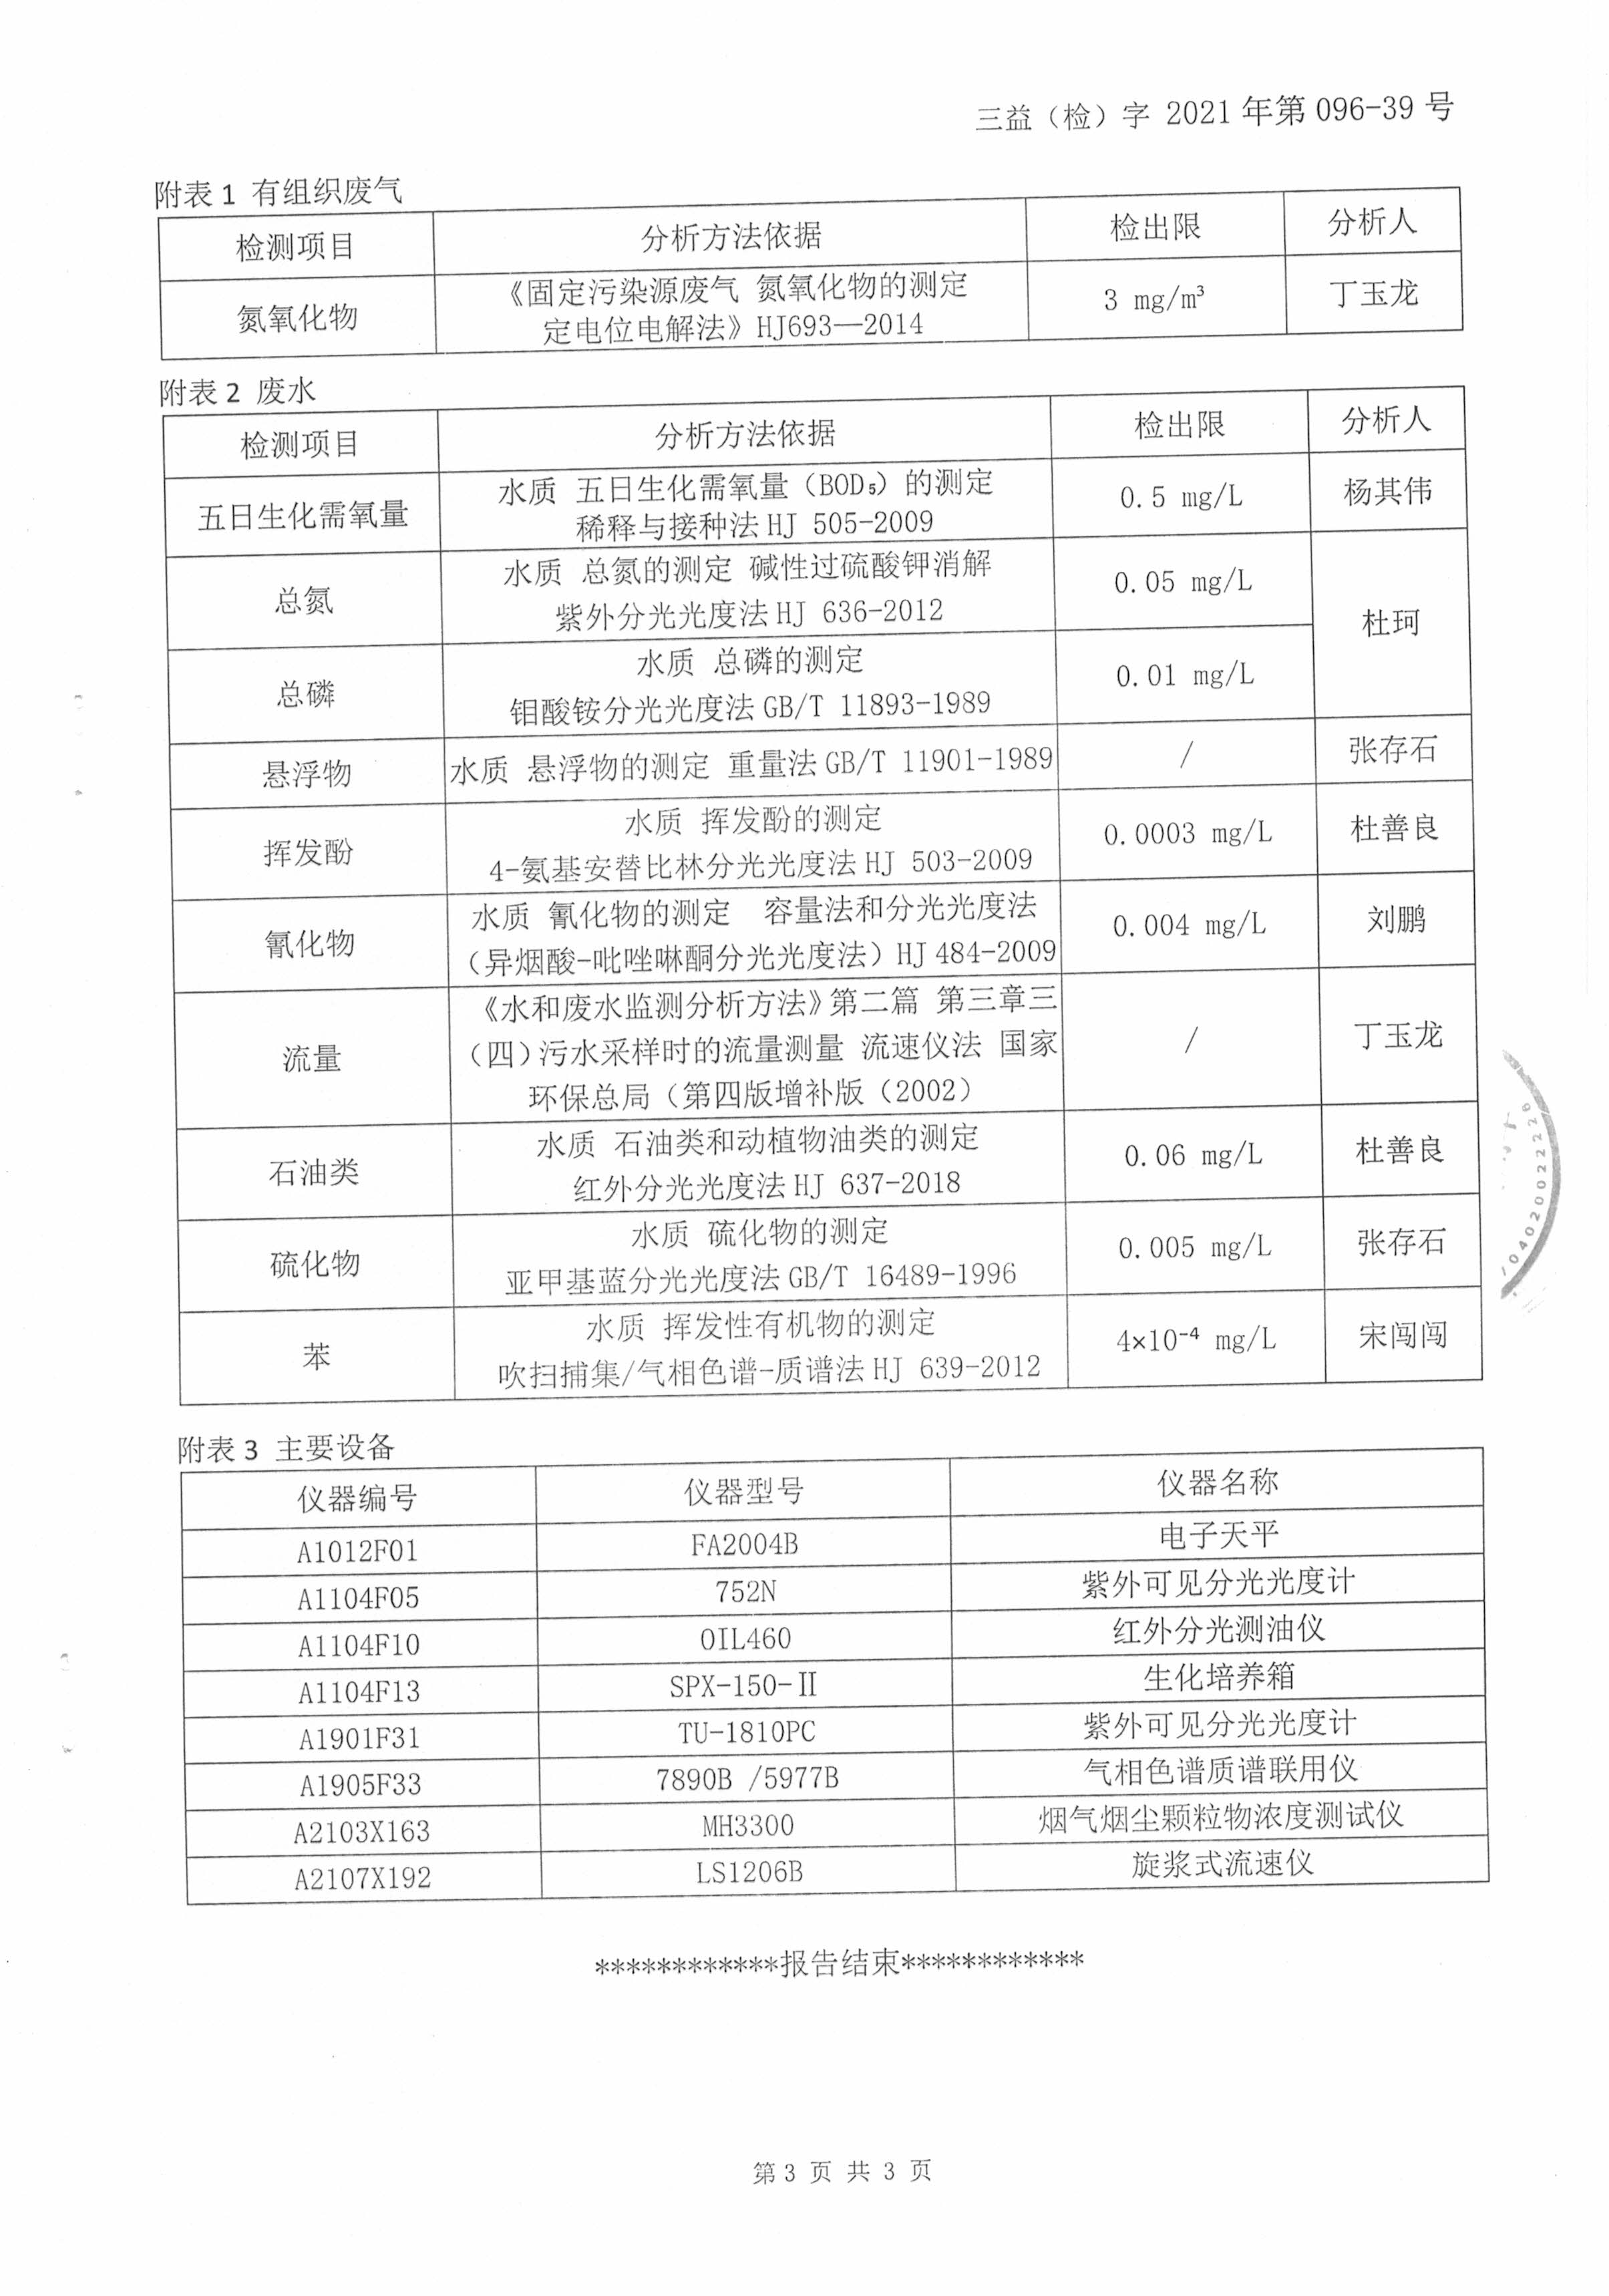 三益（检）字 2021 年第 096-39 号
附表 1 有组织废气
检测项目 分析方法依据 检出限 分析人
氮氧化物 《固定污染源废气 氮氧化物的测定
定电位电解法》HJ693—2014 3 mg/m³ 丁玉龙
附表 2 废水
检测项目 分析方法依据 检出限 分析人
五日生化需氧量 水质 五日生化需氧量（BOD₅）的测定
稀释与接种法 HJ 505-2009 0.5 mg/L 杨其伟
总氮 水质 总氮的测定 碱性过硫酸钾消解
紫外分光光度法 HJ 636-2012 0.05 mg/L 杜珂
总磷 水质 总磷的测定
钼酸铵分光光度法 GB/T 11893-1989 0.01 mg/L
悬浮物 水质 悬浮物的测定 重量法 GB/T 11901-1989 / 张存石
挥发酚 水质 挥发酚的测定
4-氨基安替比林分光光度法 HJ 503-2009 0.0003 mg/L 杜善良
氰化物 水质 氰化物的测定 容量法和分光光度法
（异烟酸-吡唑啉酮分光光度法）HJ 484-2009 0.004 mg/L 刘鹏
流量 《水和废水监测分析方法》第二篇 第三章三
（四）污水采样时的流量测量 流速仪法 国家
环保总局（第四版增补版（2002） / 丁玉龙
石油类 水质 石油类和动植物油类的测定
红外分光光度法 HJ 637-2018 0.06 mg/L 杜善良
硫化物 水质 硫化物的测定
亚甲基蓝分光光度法 GB/T 16489-1996 0.005 mg/L 张存石
苯 水质 挥发性有机物的测定
吹扫捕集/气相色谱-质谱法 HJ 639-2012 4×10⁻⁴ mg/L 宋闯闯
附表 3 主要设备
仪器编号 仪器型号 仪器名称
A1012F01 FA2004B 电子天平
A1104F05 752N 紫外可见分光光度计
A1104F10 OIL460 红外分光测油仪
A1104F13 SPX-150-Ⅱ 生化培养箱
A1901F31 TU-1810PC 紫外可见分光光度计
A1905F33 7890B /5977B 气相色谱质谱联用仪
A2103X163 MH3300 烟气烟尘颗粒物浓度测试仪
A2107X192 LS1206B 旋浆式流速仪
************报告结束************
第 3 页 共 3 页